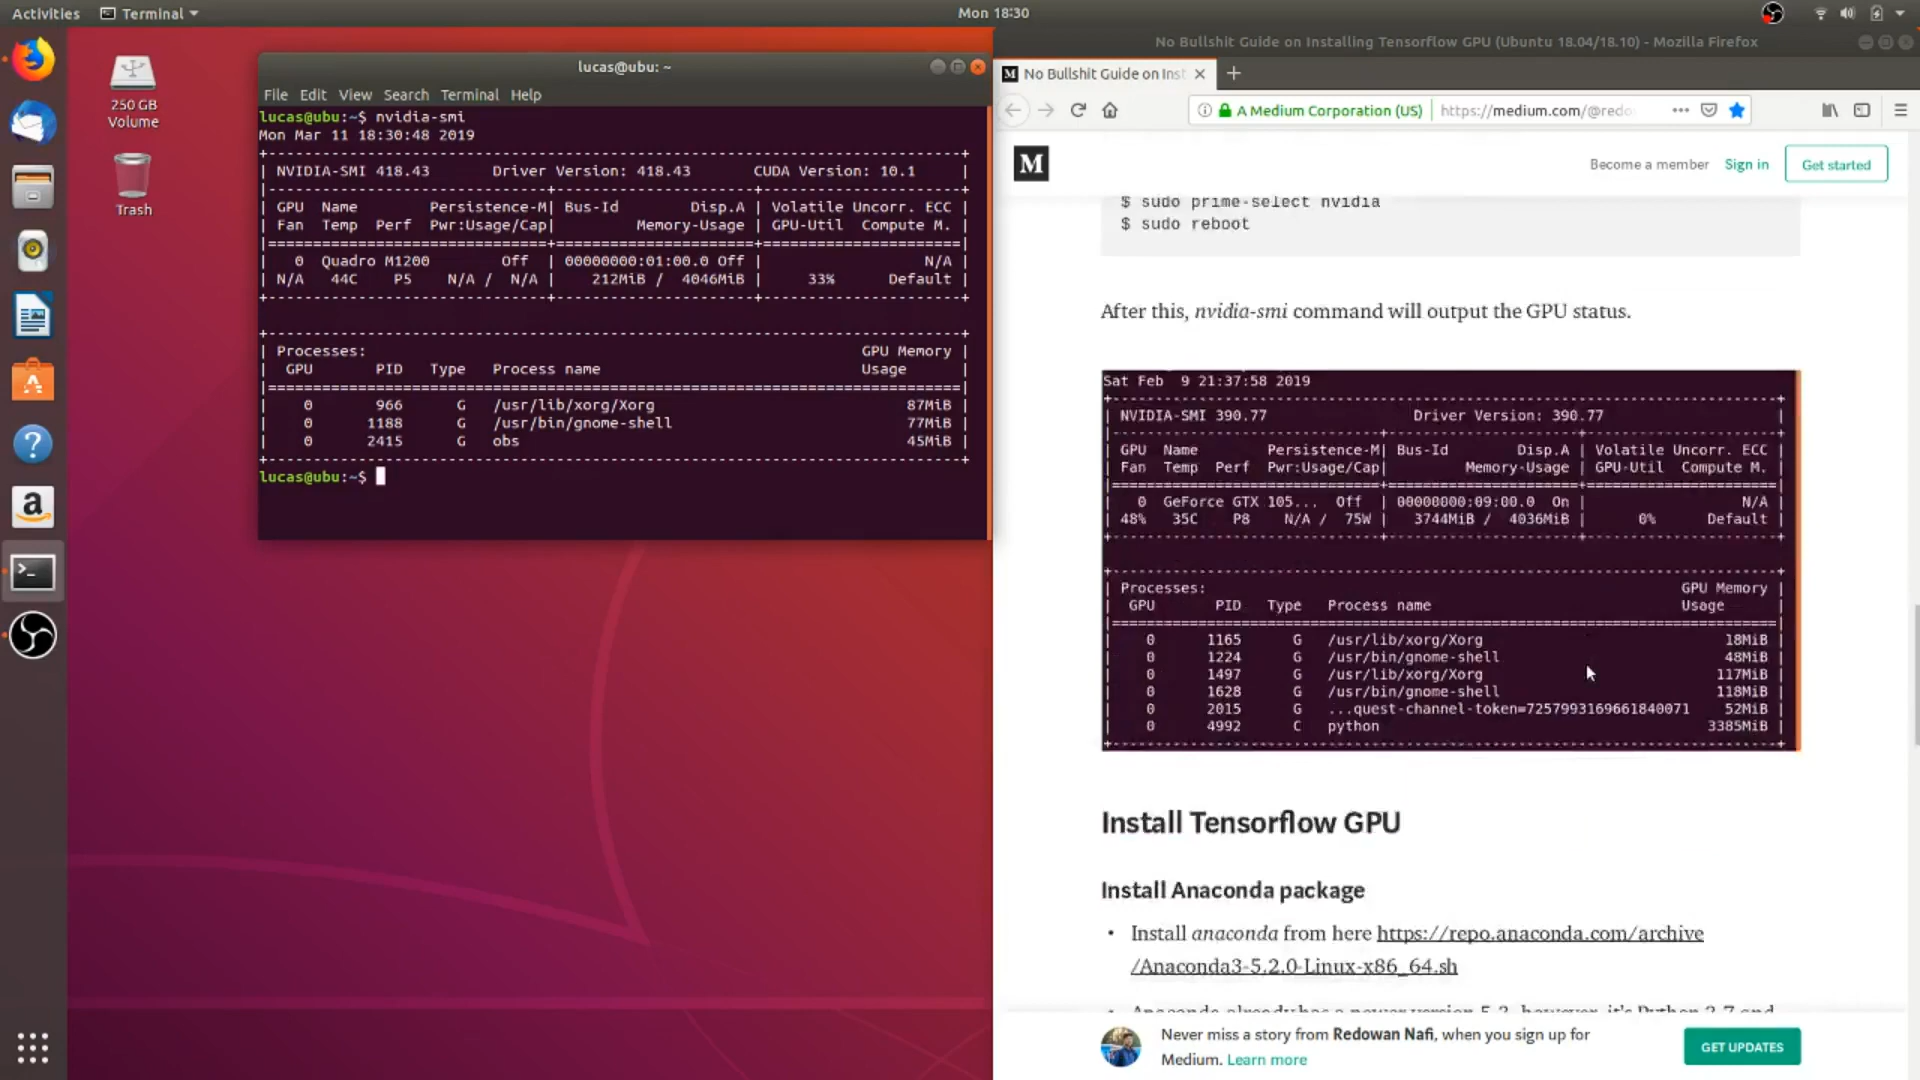 Activities Terminal Mon 18:30
250 GB
Volume
Trash
lucas@ubu: ~
File Edit View Search Terminal Help
lucas@ubu:~$ nvidia-smi
Mon Mar 11 18:30:48 2019
+-----------------------------------------------------------------------------+
| NVIDIA-SMI 418.43       Driver Version: 418.43       CUDA Version: 10.1     |
|-------------------------------+----------------------+----------------------+
| GPU  Name        Persistence-M| Bus-Id        Disp.A | Volatile Uncorr. ECC |
| Fan  Temp  Perf  Pwr:Usage/Cap|         Memory-Usage | GPU-Util  Compute M. |
|===============================+======================+======================|
|   0  Quadro M1200        Off  | 00000000:01:00.0 Off |                  N/A |
| N/A   44C    P5    N/A /  N/A |    212MiB /  4046MiB |     33%      Default |
+-------------------------------+----------------------+----------------------+
+-----------------------------------------------------------------------------+
| Processes:                                                       GPU Memory |
|  GPU       PID   Type   Process name                             Usage      |
|=============================================================================|
|    0       966      G   /usr/lib/xorg/Xorg                            87MiB |
|    0      1188      G   /usr/bin/gnome-shell                          77MiB |
|    0      2415      G   obs                                           45MiB |
+-----------------------------------------------------------------------------+
lucas@ubu:~$
No Bullshit Guide on Installing Tensorflow GPU (Ubuntu 18.04/18.10) - Mozilla Firefox
M No Bullshit Guide on Inst
A Medium Corporation (US) https://medium.com/@redo
M Become a member Sign in Get started
$ sudo prime-select nvidia
$ sudo reboot
After this, nvidia-smi command will output the GPU status.
Sat Feb  9 21:37:58 2019
+-----------------------------------------------------------------------------+
| NVIDIA-SMI 390.77                 Driver Version: 390.77                    |
|-------------------------------+----------------------+----------------------+
| GPU  Name        Persistence-M| Bus-Id        Disp.A | Volatile Uncorr. ECC |
| Fan  Temp  Perf  Pwr:Usage/Cap|         Memory-Usage | GPU-Util  Compute M. |
|===============================+======================+======================|
|   0  GeForce GTX 105...  Off  | 00000000:09:00.0  On |                  N/A |
| 48%   35C    P8    N/A /  75W |   3744MiB /  4036MiB |      0%      Default |
+-------------------------------+----------------------+----------------------+
+-----------------------------------------------------------------------------+
| Processes:                                                       GPU Memory |
|  GPU       PID   Type   Process name                             Usage      |
|=============================================================================|
|    0      1165      G   /usr/lib/xorg/Xorg                            18MiB |
|    0      1224      G   /usr/bin/gnome-shell                          48MiB |
|    0      1497      G   /usr/lib/xorg/Xorg                           117MiB |
|    0      1628      G   /usr/bin/gnome-shell                         118MiB |
|    0      2015      G   ...quest-channel-token=7257993169661840071    52MiB |
|    0      4992      C   python                                      3385MiB |
+-----------------------------------------------------------------------------+
Install Tensorflow GPU
Install Anaconda package
• Install anaconda from here https://repo.anaconda.com/archive
/Anaconda3-5.2.0-Linux-x86_64.sh
Never miss a story from Redowan Nafi, when you sign up for
Medium. Learn more
GET UPDATES